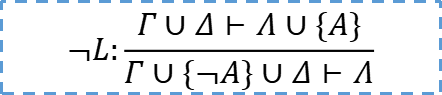 ¬L: Γ ∪ Δ ⊢ Λ ∪ {A}
Γ ∪ {¬A} ∪ Δ ⊢ Λ